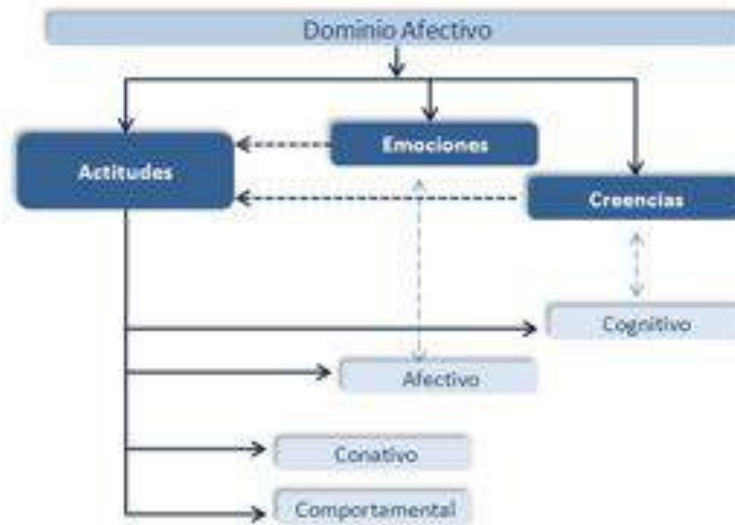 Dominio Afectivo
Emociones
Actitudes
Creencias
Cognitivo
Afectivo
Conativo
Comportamental